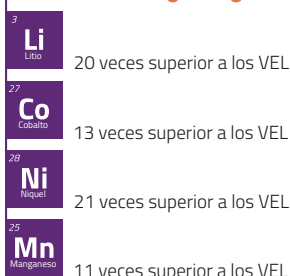 3
Li
Litio
20 veces superior a los VEL
27
Co
Cobalto
13 veces superior a los VEL
28
Ni
Niquel
21 veces superior a los VEL
25
Mn
Manganeso
11 veces superior a los VEL